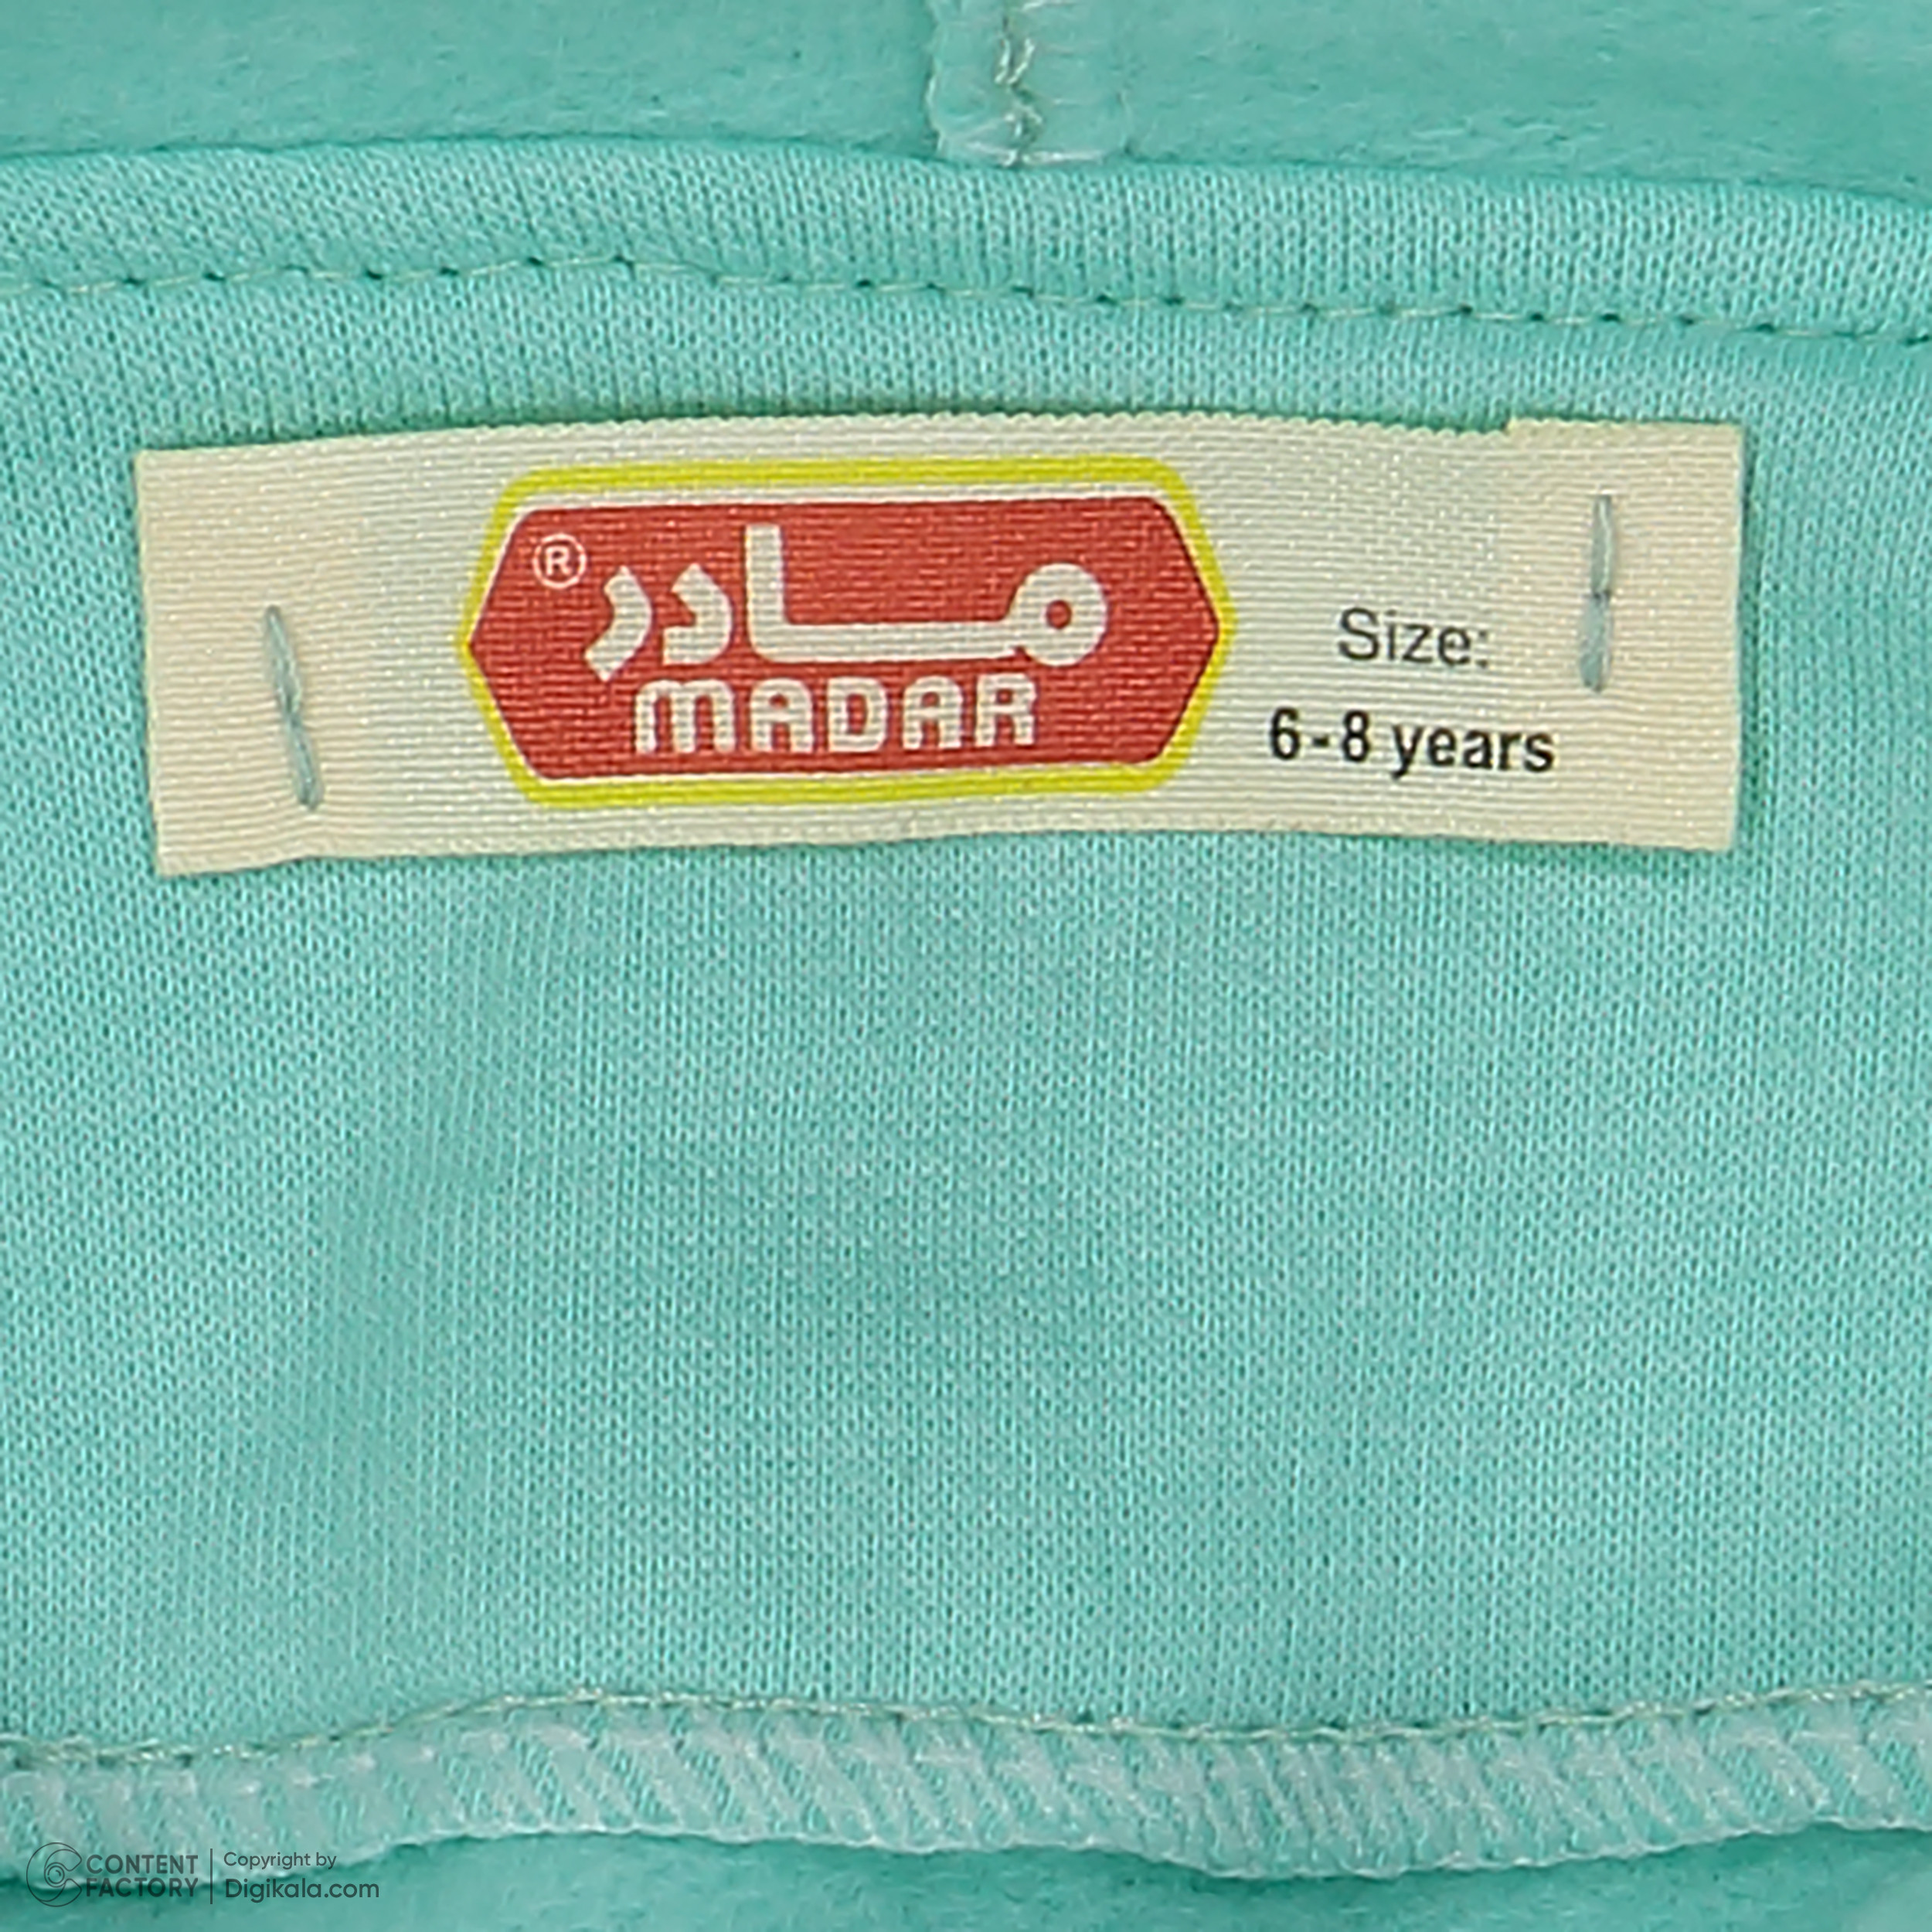 ®
مادر
MADAR
Size:
6-8 years
CONTENT
FACTORY
Copyright by
Digikala.com